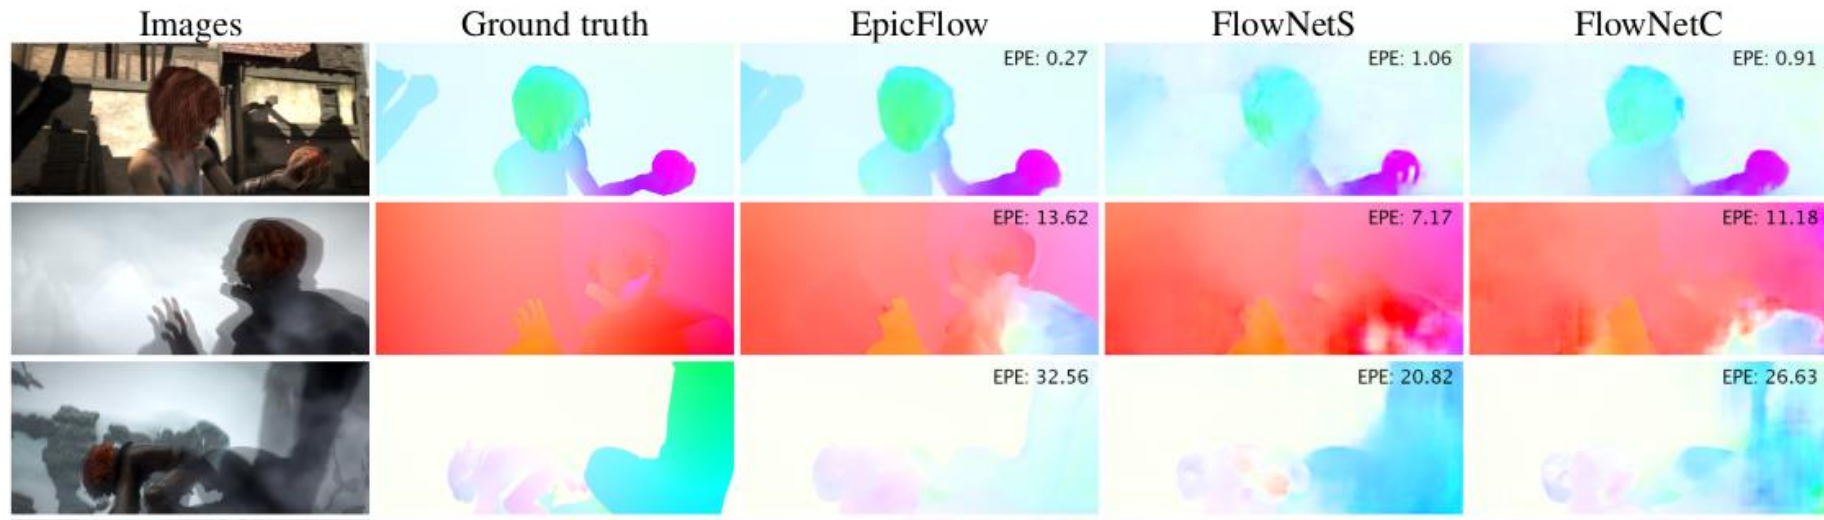 Images Ground truth EpicFlow FlowNetS FlowNetC
EPE: 0.27 EPE: 1.06 EPE: 0.91
EPE: 13.62 EPE: 7.17 EPE: 11.18
EPE: 32.56 EPE: 20.82 EPE: 26.63